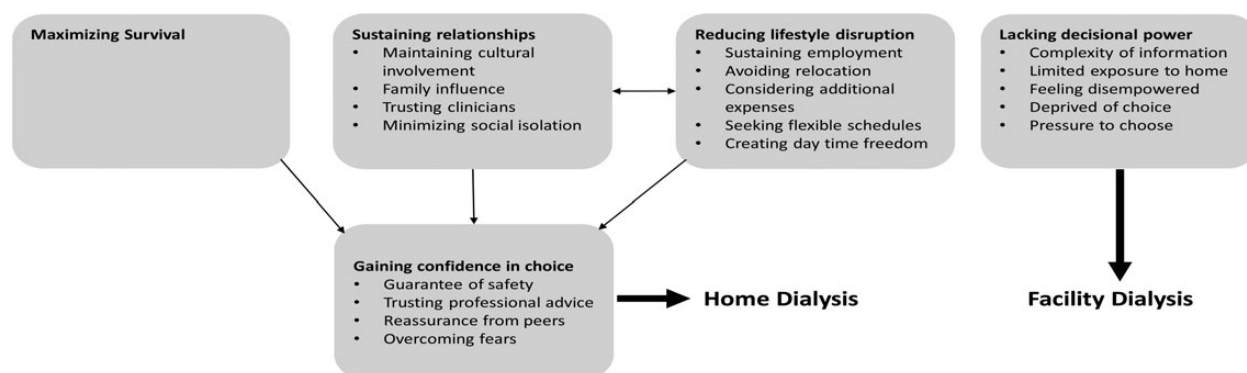 Maximizing Survival
Sustaining relationships
• Maintaining cultural
involvement
• Family influence
• Trusting clinicians
• Minimizing social isolation
Reducing lifestyle disruption
• Sustaining employment
• Avoiding relocation
• Considering additional
expenses
• Seeking flexible schedules
• Creating day time freedom
Lacking decisional power
• Complexity of information
• Limited exposure to home
• Feeling disempowered
• Deprived of choice
• Pressure to choose
Gaining confidence in choice
• Guarantee of safety
• Trusting professional advice
• Reassurance from peers
• Overcoming fears
Home Dialysis
Facility Dialysis